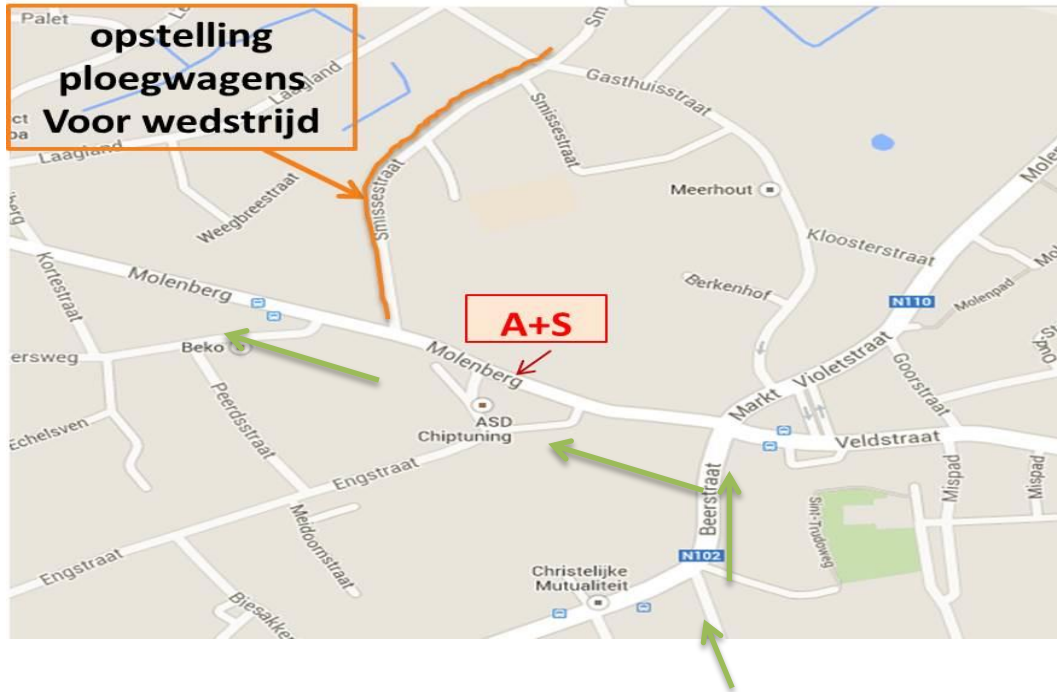 Palet
opstelling
ploegwagens
Voor wedstrijd
Laagland
Laagland
Weegbreestraat
Smissestraat
Smissestraat
Gasthuisstraat
Meerhout
Kloosterstraat
Berkenhof
N110
Molenpad
Kortestraat
Molenberg
Beko
ersweg
A+S
Molenberg
Markt
Violetstraat
Goorstraat
Peerdsstraat
ASD
Chiptuning
Veldstraat
Echelsven
Engstraat
Beerstraat
Mispad
Mispad
Sint-Trudoweg
Meidoornstraat
Engstraat
N102
Christelijke
Mutualiteit
Biesakker